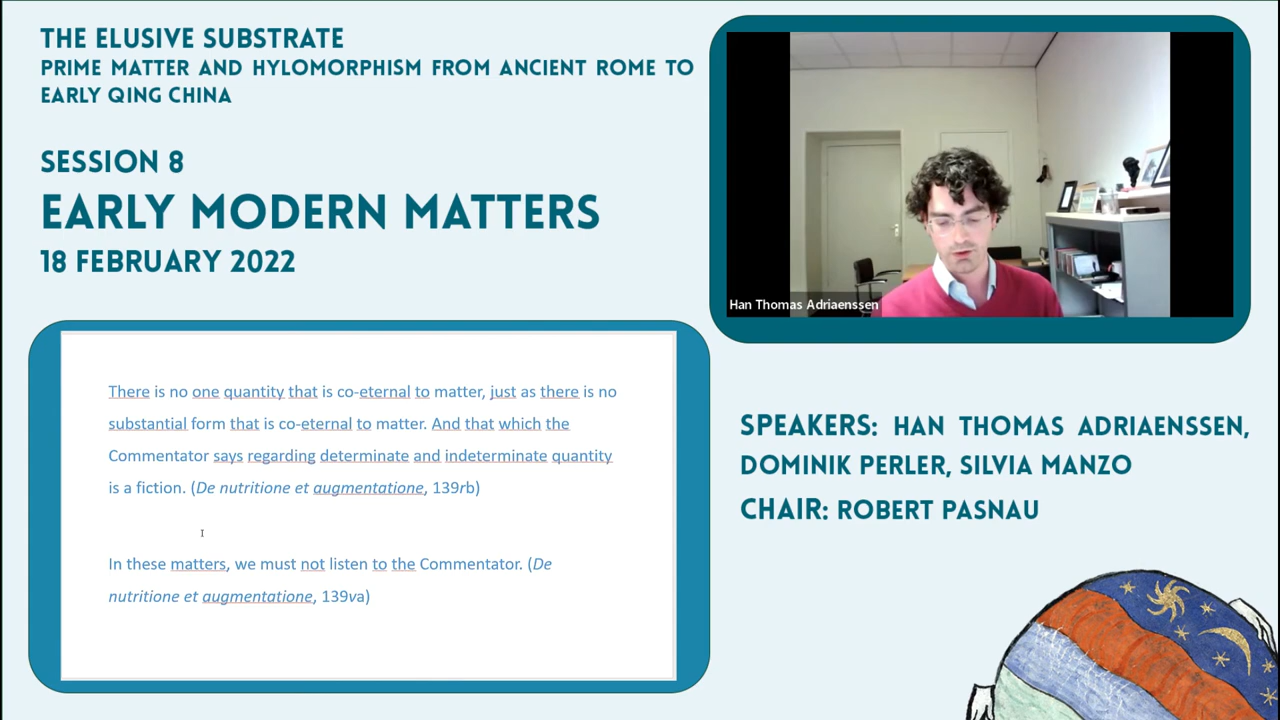 THE ELUSIVE SUBSTRATE
PRIME MATTER AND HYLOMORPHISM FROM ANCIENT ROME TO
EARLY QING CHINA
SESSION 8
EARLY MODERN MATTERS
18 FEBRUARY 2022
Han Thomas Adriaenssen
There is no one quantity that is co-eternal to matter, just as there is no
substantial form that is co-eternal to matter. And that which the
Commentator says regarding determinate and indeterminate quantity
is a fiction. (De nutritione et augmentatione, 139rb)
In these matters, we must not listen to the Commentator. (De
nutritione et augmentatione, 139va)
SPEAKERS: HAN THOMAS ADRIAENSSEN,
DOMINIK PERLER, SILVIA MANZO
CHAIR: ROBERT PASNAU